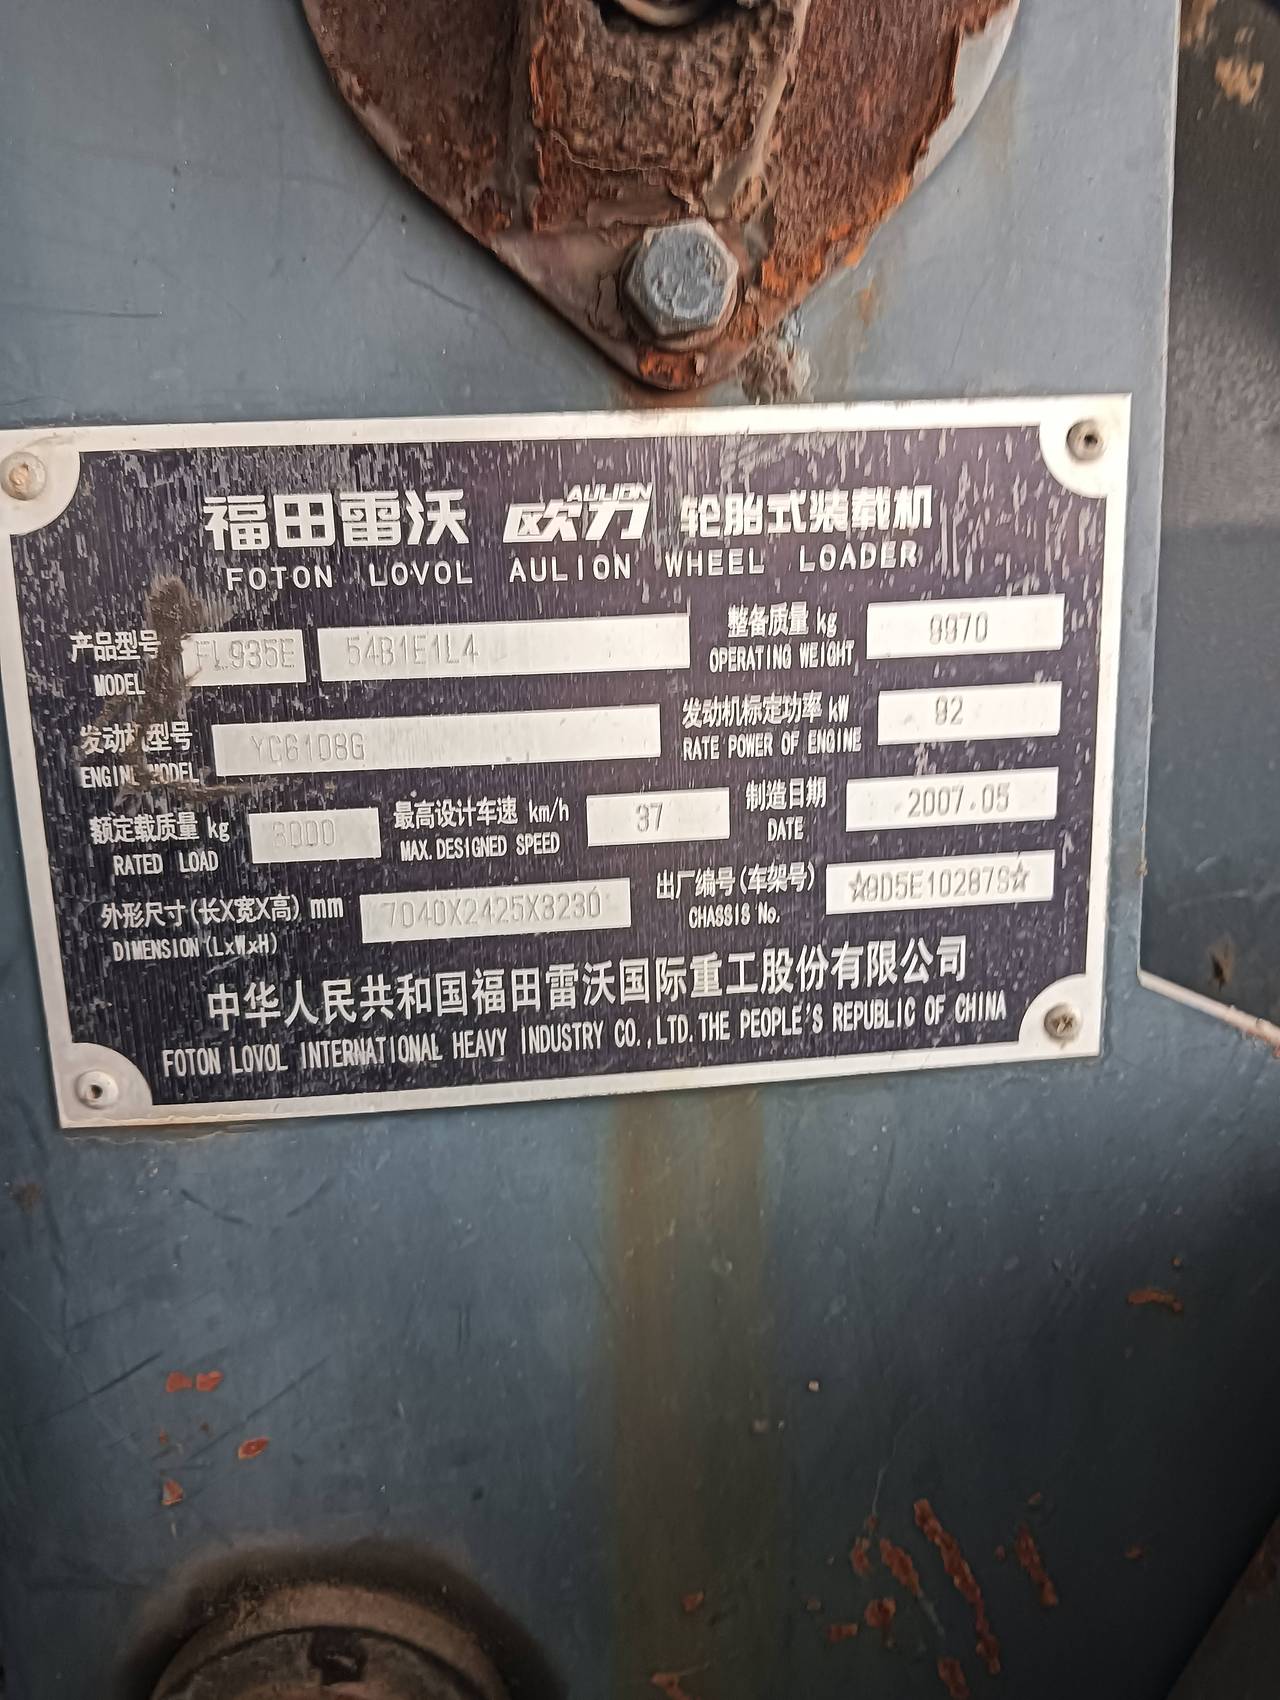 福田雷沃 欧力 AULION 轮胎式装载机
FOTON LOVOL AULION WHEEL LOADER
产品型号 FL935E 54B1E1L4 整备质量 kg 9970
MODEL OPERATING WEIGHT
发动机型号 YC6108G 发动机标定功率 kW 92
ENGINE MODEL RATE POWER OF ENGINE
额定载质量 kg 3000 最高设计车速 km/h 37 制造日期 2007.05
RATED LOAD MAX.DESIGNED SPEED DATE
外形尺寸(长X宽X高) mm 7040X2425X3230 出厂编号(车架号)
DIMENSION(LxWxH) CHASSIS No.
中华人民共和国福田雷沃国际重工股份有限公司
FOTON LOVOL INTERNATIONAL HEAVY INDUSTRY CO.,LTD.THE PEOPLE'S REPUBLIC OF CHINA